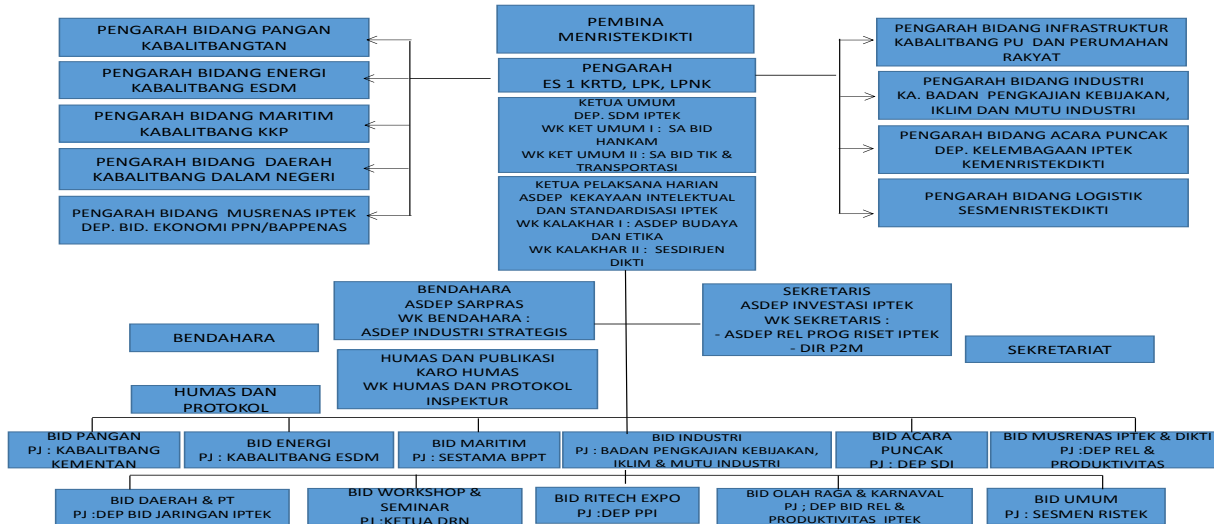 PEMBINA
MENRISTEKDIKTI
PENGARAH
ES 1 KRTD, LPK, LPNK
KETUA UMUM
DEP. SDM IPTEK
WK KET UMUM I : SA BID
HANKAM
WK KET UMUM II : SA BID TIK &
TRANSPORTASI
KETUA PELAKSANA HARIAN
ASDEP KEKAYAAN INTELEKTUAL
DAN STANDARDISASI IPTEK
WK KALAKHAR I : ASDEP BUDAYA
DAN ETIKA
WK KALAKHAR II : SESDIRJEN
DIKTI
PENGARAH BIDANG PANGAN
KABALITBANGTAN
PENGARAH BIDANG ENERGI
KABALITBANG ESDM
PENGARAH BIDANG MARITIM
KABALITBANG KKP
PENGARAH BIDANG DAERAH
KABALITBANG DALAM NEGERI
PENGARAH BIDANG MUSRENAS IPTEK
DEP. BID. EKONOMI PPN/BAPPENAS
PENGARAH BIDANG INFRASTRUKTUR
KABALITBANG PU DAN PERUMAHAN
RAKYAT
PENGARAH BIDANG INDUSTRI
KA. BADAN PENGKAJIAN KEBIJAKAN,
IKLIM DAN MUTU INDUSTRI
PENGARAH BIDANG ACARA PUNCAK
DEP. KELEMBAGAAN IPTEK
KEMENRISTEKDIKTI
PENGARAH BIDANG LOGISTIK
SESMENRISTEKDIKTI
BENDAHARA
ASDEP SARPRAS
WK BENDAHARA :
ASDEP INDUSTRI STRATEGIS
SEKRETARIS
ASDEP INVESTASI IPTEK
WK SEKRETARIS :
- ASDEP REL PROG RISET IPTEK
- DIR P2M
BENDAHARA
SEKRETARIAT
HUMAS DAN PUBLIKASI
KARO HUMAS
WK HUMAS DAN PROTOKOL
INSPEKTUR
HUMAS DAN
PROTOKOL
BID PANGAN
PJ : KABALITBANG
KEMENTAN
BID ENERGI
PJ : KABALITBANG ESDM
BID MARITIM
PJ : SESTAMA BPPT
BID INDUSTRI
PJ : BADAN PENGKAJIAN KEBIJAKAN,
IKLIM & MUTU INDUSTRI
BID ACARA
PUNCAK
PJ : DEP SDI
BID MUSRENAS IPTEK & DIKTI
PJ :DEP REL &
PRODUKTIVITAS
BID DAERAH & PT
PJ :DEP BID JARINGAN IPTEK
BID WORKSHOP &
SEMINAR
PJ :KETUA DRN
BID RITECH EXPO
PJ :DEP PPI
BID OLAH RAGA & KARNAVAL
PJ ; DEP BID REL &
PRODUKTIVITAS IPTEK
BID UMUM
PJ : SESMEN RISTEK